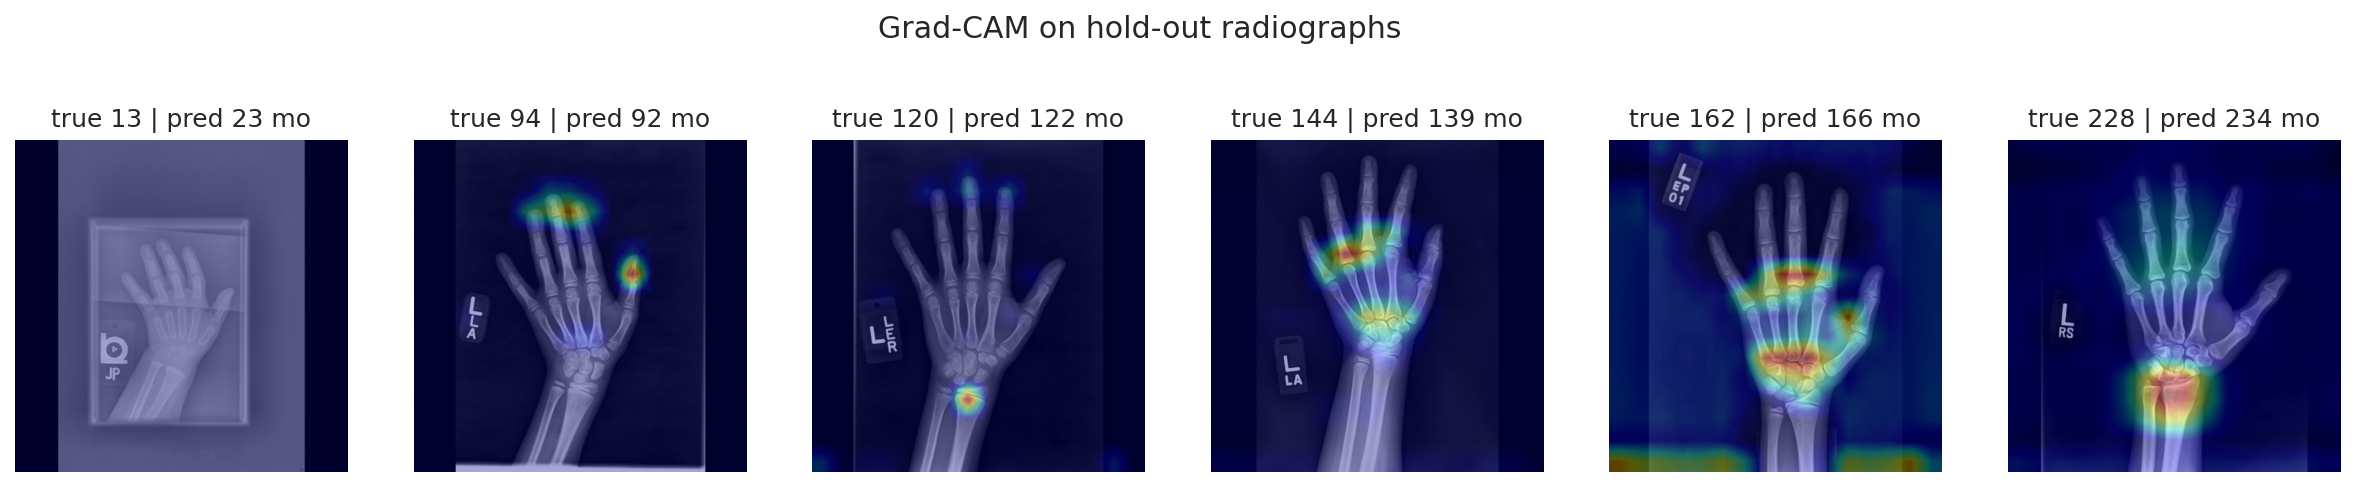 Grad-CAM on hold-out radiographs
true 13 | pred 23 mo
true 94 | pred 92 mo
true 120 | pred 122 mo
true 144 | pred 139 mo
true 162 | pred 166 mo
true 228 | pred 234 mo
JP
L
L
A
L
LER
L
LA
L
EP
01
L
RS